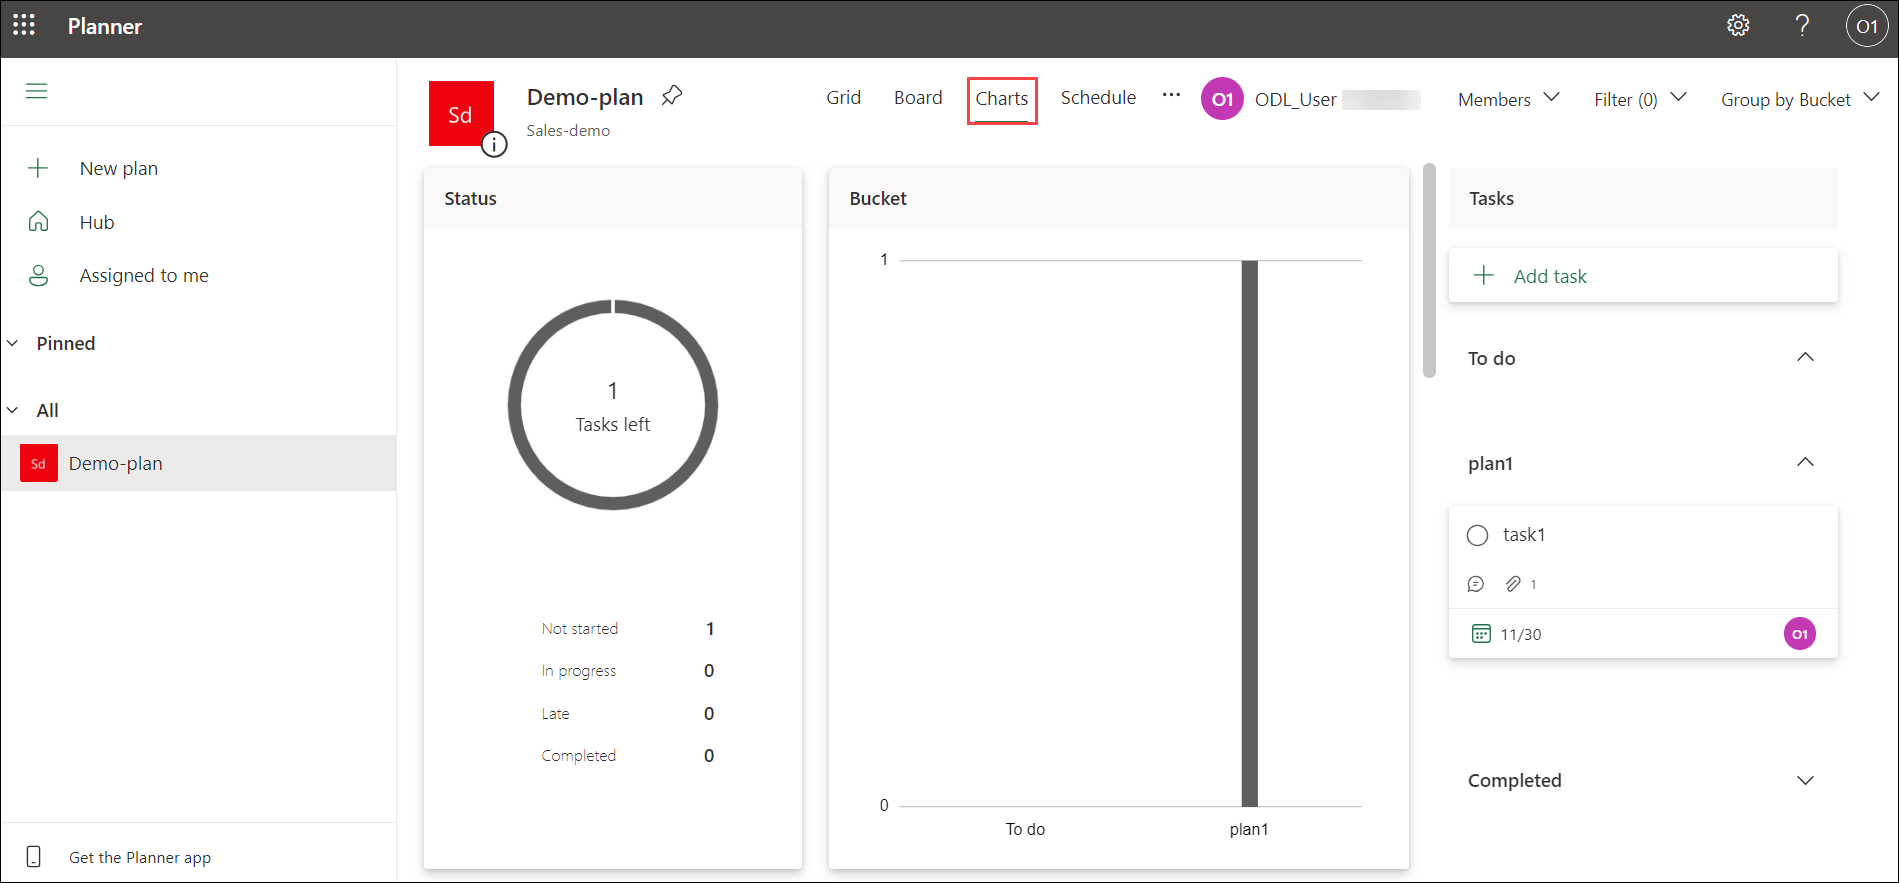 Planner
?
O1
New plan
Hub
Assigned to me
Pinned
All
Sd Demo-plan
Get the Planner app
Sd
Demo-plan
Sales-demo
Grid Board Charts Schedule ...
O1 ODL_User
Members Filter (0) Group by Bucket
Status
1
Tasks left
Not started 1
In progress 0
Late 0
Completed 0
Bucket
1
0
To do plan1
Tasks
Add task
To do
plan1
task1
1
11/30 O1
Completed